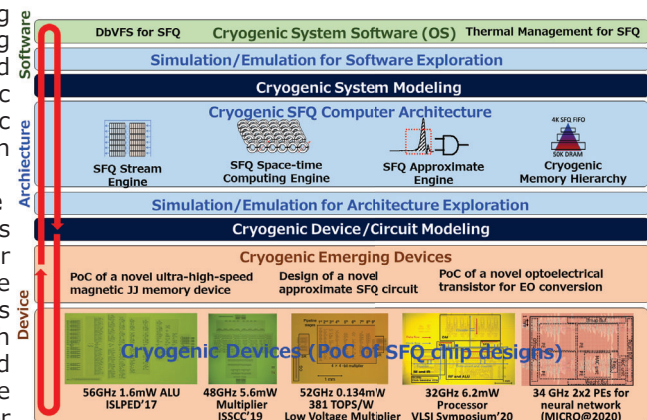 Software
DbVFS for SFQ
Cryogenic System Software (OS)
Thermal Management for SFQ
Simulation/Emulation for Software Exploration
Cryogenic System Modeling
Archiecture
Cryogenic SFQ Computer Architecture
4K SFQ FIFO
50K DRAM
SFQ Stream
Engine
SFQ Space-time
Computing Engine
SFQ Approximate
Engine
Cryogenic
Memory Hierarchy
Simulation/Emulation for Architecture Exploration
Cryogenic Device/Circuit Modeling
Device
Cryogenic Emerging Devices
PoC of a novel ultra-high-speed
magnetic JJ memory device
Design of a novel
approximate SFQ circuit
PoC of a novel optoelectrical
transistor for EO conversion
Cryogenic Devices (PoC of SFQ chip designs)
56GHz 1.6mW ALU
ISLPED'17
48GHz 5.6mW
Multiplier
ISSCC'19
52GHz 0.134mW
381 TOPS/W
Low Voltage Multiplier
32GHz 6.2mW
Processor
VLSI Symposium'20
34 GHz 2x2 PEs for
neural network
(MICRO@2020)